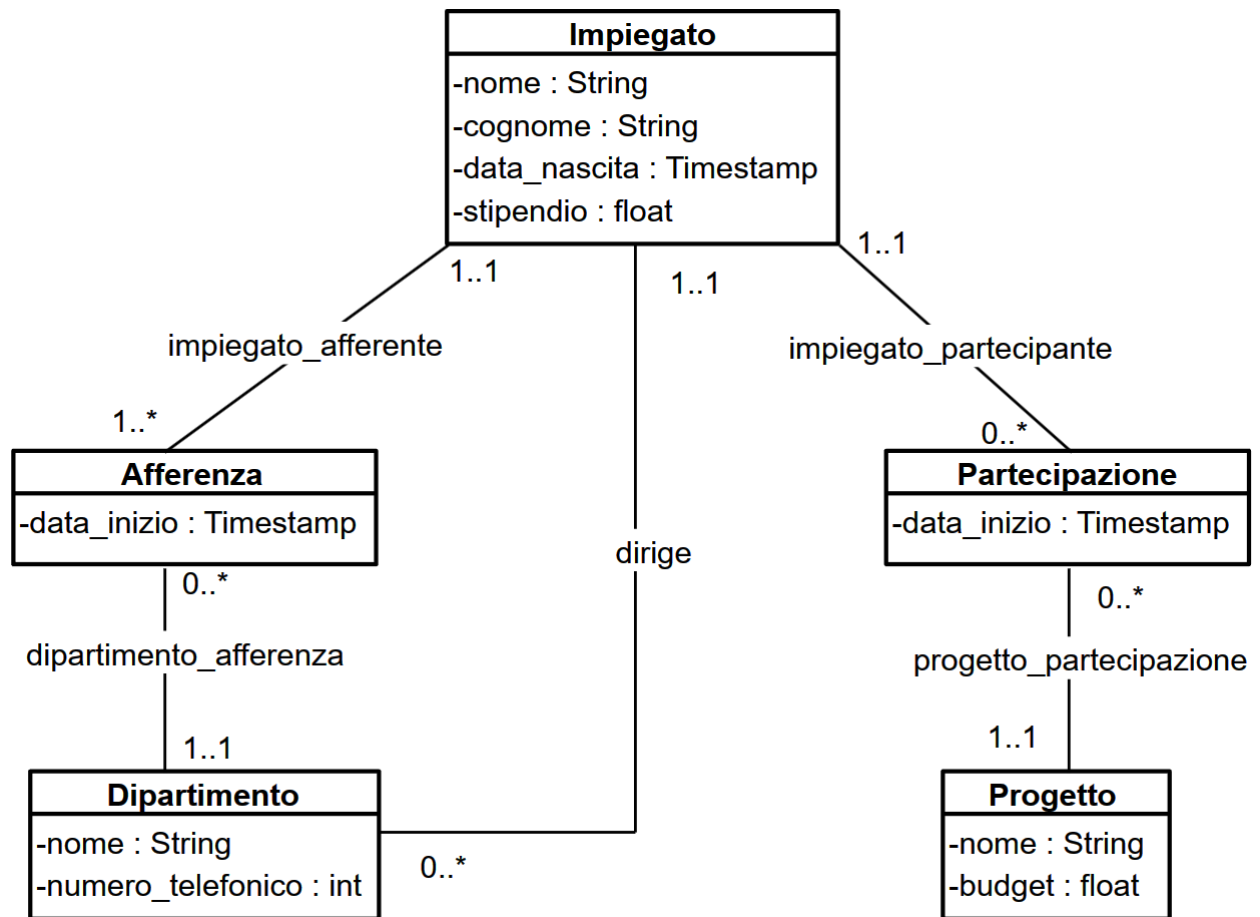 Impiegato
-nome : String
-cognome : String
-data_nascita : Timestamp
-stipendio : float
1..1
1..1
1..1
impiegato_afferente
impiegato_partecipante
1..*
0..*
Afferenza
-data_inizio : Timestamp
Partecipazione
-data_inizio : Timestamp
dirige
0..*
0..*
dipartimento_afferenza
progetto_partecipazione
1..1
1..1
Dipartimento
-nome : String
-numero_telefonico : int
0..*
Progetto
-nome : String
-budget : float